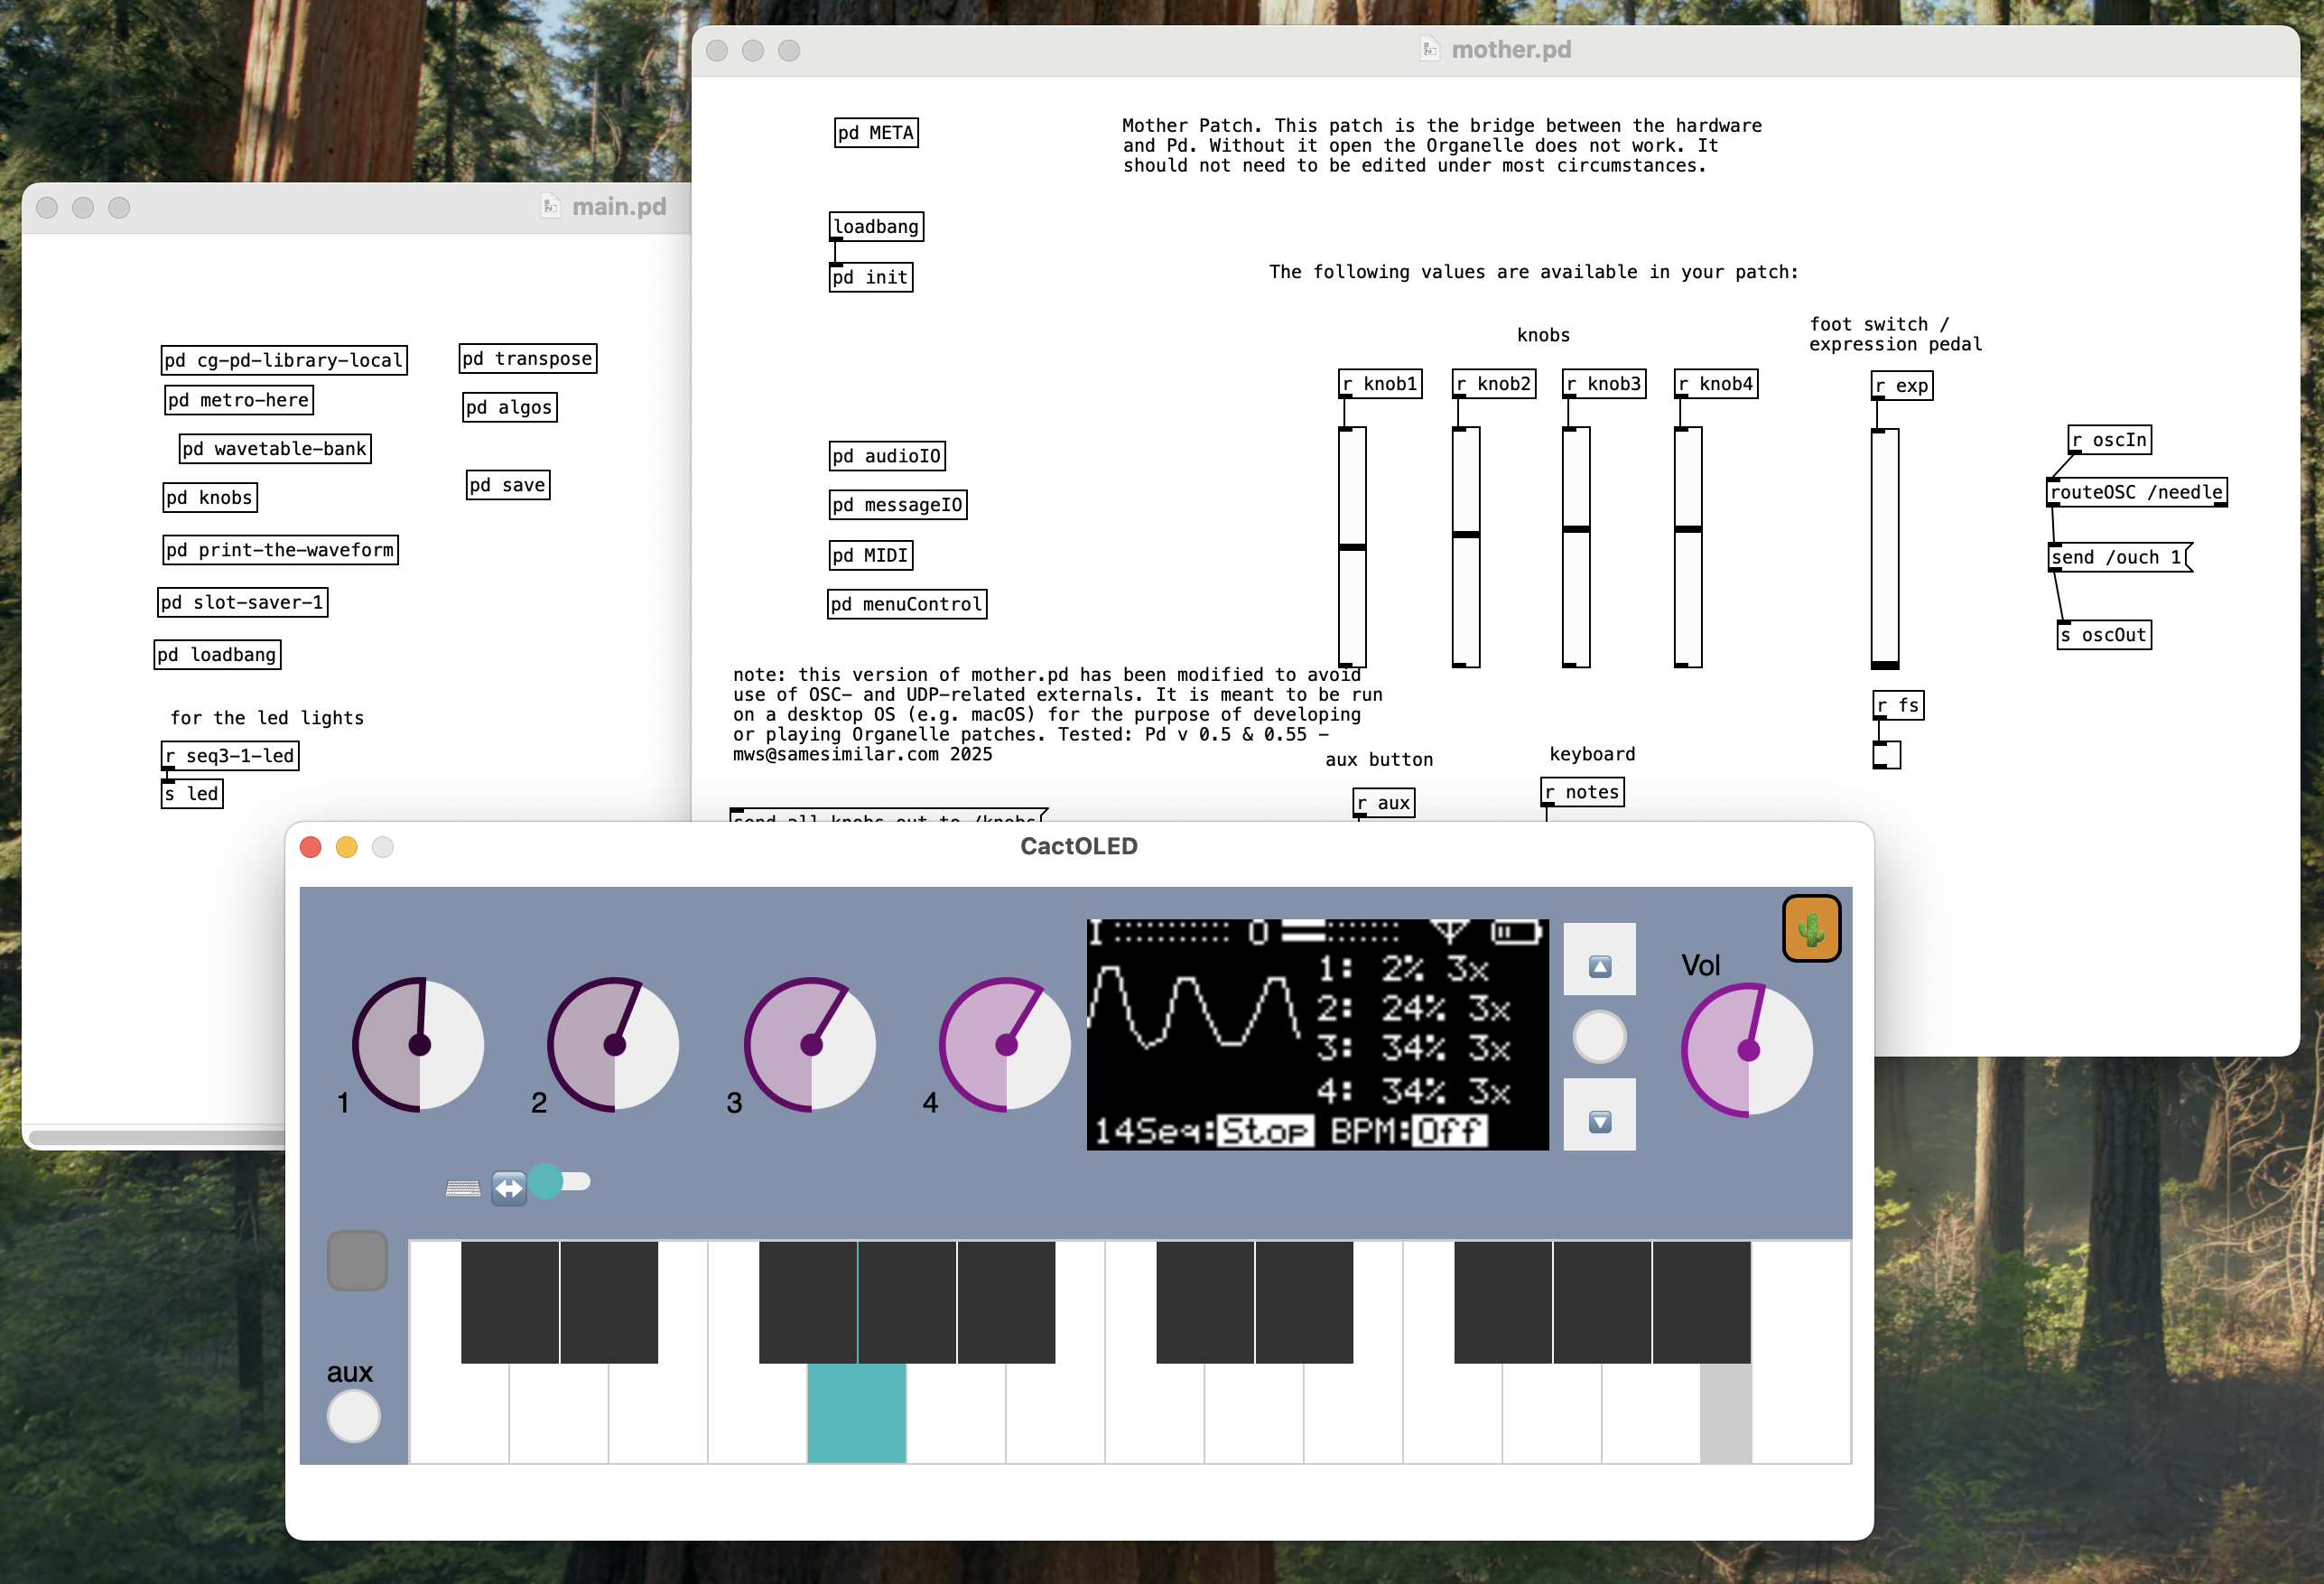 mother.pd
pd META
Mother Patch. This patch is the bridge between the hardware
and Pd. Without it open the Organelle does not work. It
should not need to be edited under most circumstances.
loadbang
pd init
The following values are available in your patch:
knobs
foot switch /
expression pedal
r knob1
r knob2
r knob3
r knob4
r exp
r oscIn
routeOSC /needle
send /ouch 1
s oscOut
pd audioIO
pd messageIO
pd MIDI
pd menuControl
note: this version of mother.pd has been modified to avoid
use of OSC- and UDP-related externals. It is meant to be run
on a desktop OS (e.g. macOS) for the purpose of developing
or playing Organelle patches. Tested: Pd v 0.5 & 0.55 -
mws@samesimilar.com 2025
r fs
aux button
keyboard
r aux
r notes
send all knobs out to /knobs
main.pd
pd cg-pd-library-local
pd transpose
pd metro-here
pd algos
pd wavetable-bank
pd save
pd knobs
pd print-the-waveform
pd slot-saver-1
pd loadbang
for the led lights
r seq3-1-led
s led
CactOLED
1
2
3
4
I O
1: 2% 3x
2: 24% 3x
3: 34% 3x
4: 34% 3x
14Seq:Stop BPM:Off
Vol
aux